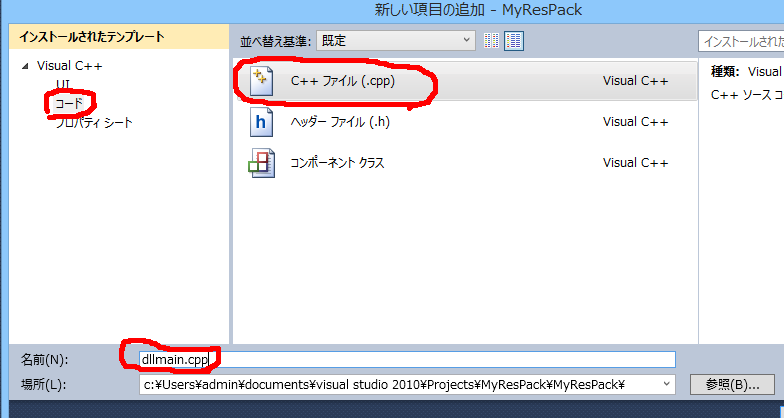 新しい項目の追加 - MyResPack
インストールされたテンプレート
並べ替え基準: 既定
インストールされた
Visual C++
UI
コード
プロパティ シート
C++ ファイル (.cpp) Visual C++
ヘッダー ファイル (.h) Visual C++
コンポーネント クラス Visual C++
種類: Visual
C++ ソース コ
名前(N): dllmain.cpp
場所(L): c:¥Users¥admin¥documents¥visual studio 2010¥Projects¥MyResPack¥MyResPack¥
参照(B)...